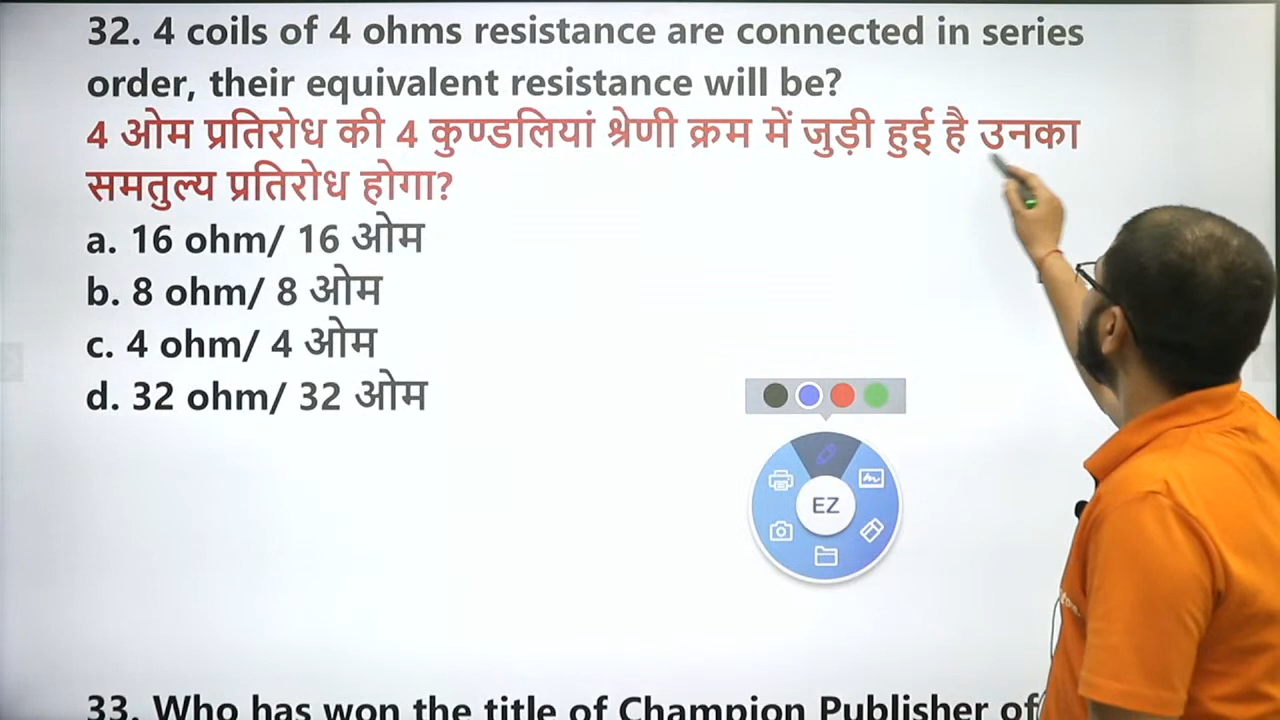 32. 4 coils of 4 ohms resistance are connected in series
order, their equivalent resistance will be?
4 ओम प्रतिरोध की 4 कुण्डलियां श्रेणी क्रम में जुड़ी हुई है उनका
समतुल्य प्रतिरोध होगा?
a. 16 ohm/ 16 ओम
b. 8 ohm/ 8 ओम
c. 4 ohm/ 4 ओम
d. 32 ohm/ 32 ओम
EZ
33. Who has won the title of Champion Publisher of